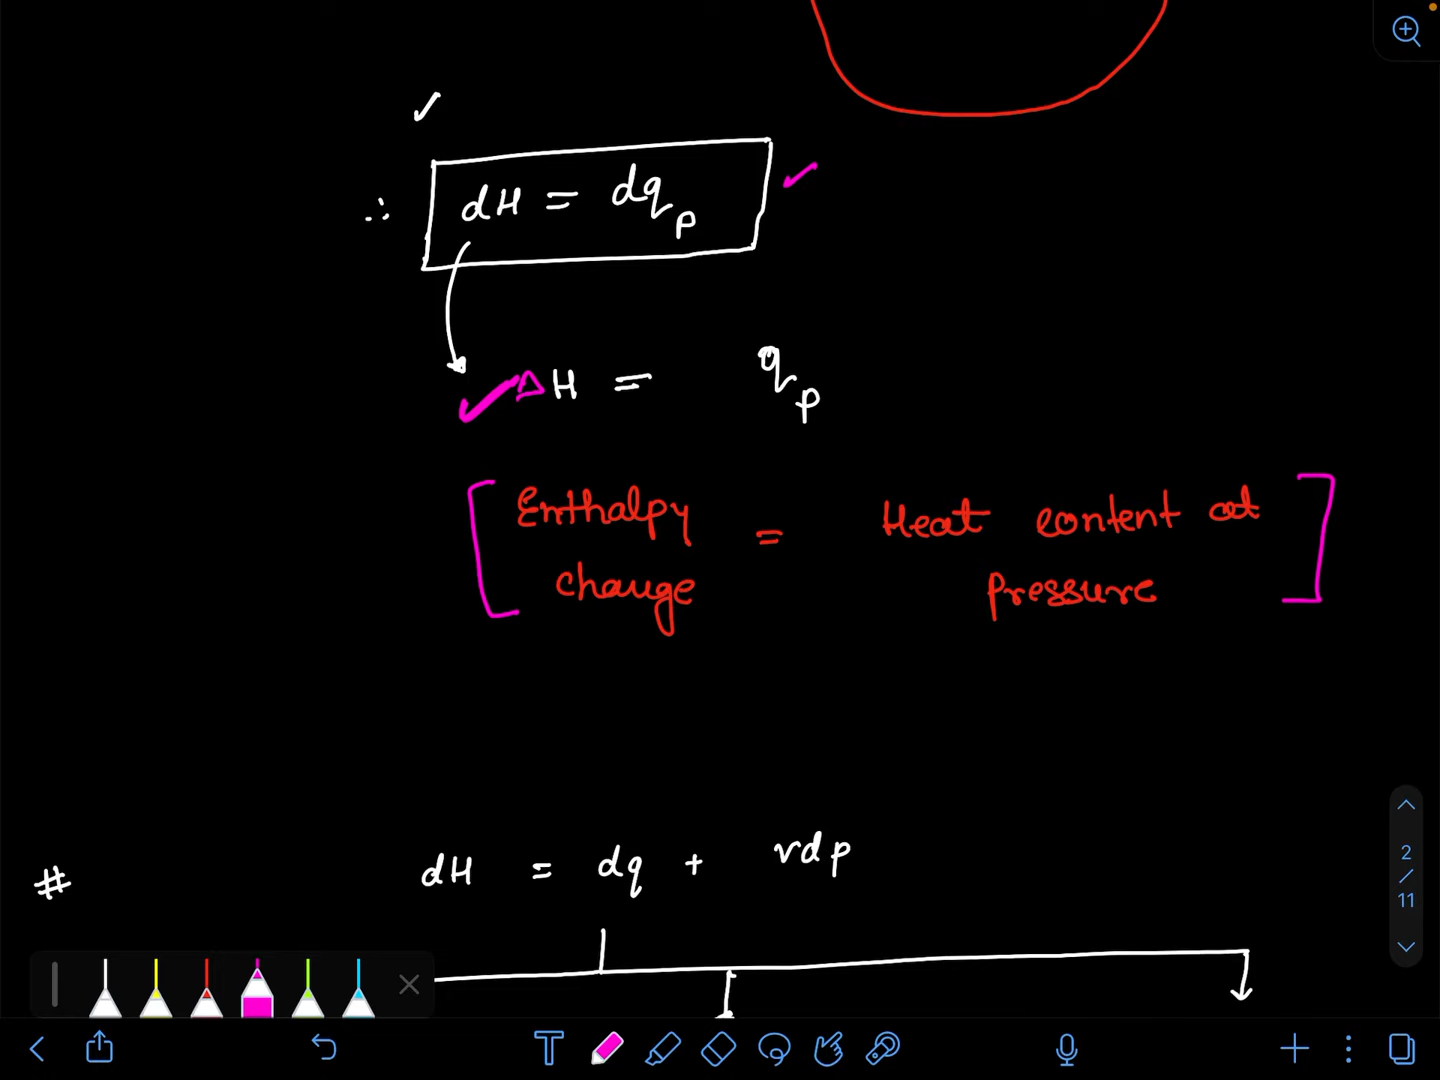 ∴ dH = dq_p
ΔH = q_p
Enthalpy change = Heat content at pressure
# dH = dq + vdp
2
/
11
T